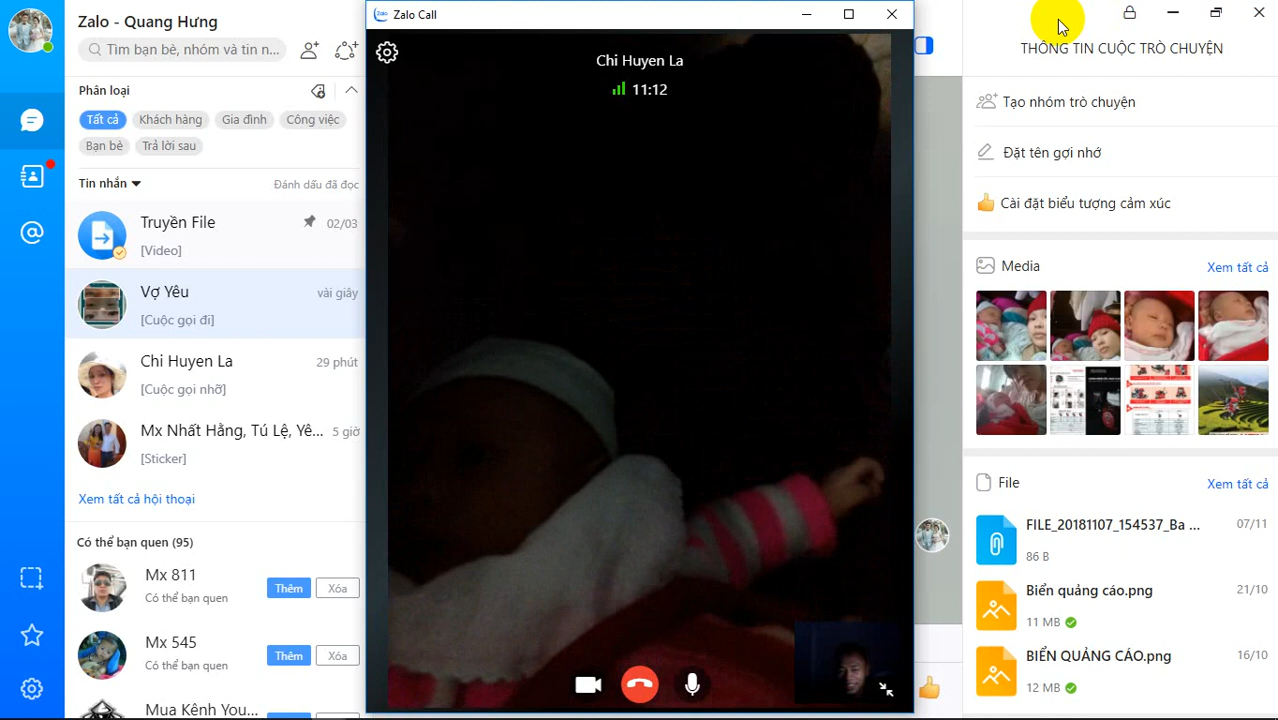 Zalo - Quang Hưng
Tìm bạn bè, nhóm và tin n...
Phân loại
Tất cả
Khách hàng
Gia đình
Công việc
Bạn bè
Trả lời sau
Tin nhắn
Đánh dấu đã đọc
Truyền File
02/03
[Video]
Vợ Yêu
vài giây
[Cuộc gọi đi]
Chi Huyen La
29 phút
[Cuộc gọi nhỡ]
Mx Nhất Hằng, Tú Lệ, Yê...
5 giờ
[Sticker]
Xem tất cả hội thoại
Có thể bạn quen (95)
Mx 811
Có thể bạn quen
Thêm
Xóa
Mx 545
Có thể bạn quen
Thêm
Xóa
Mua Kênh You...
Zalo Call
Chi Huyen La
11:12
THÔNG TIN CUỘC TRÒ CHUYỆN
Tạo nhóm trò chuyện
Đặt tên gợi nhớ
Cài đặt biểu tượng cảm xúc
Media
Xem tất cả
File
Xem tất cả
FILE_20181107_154537_Ba ...
07/11
86 B
Biển quảng cáo.png
21/10
11 MB
BIỂN QUẢNG CÁO.png
16/10
12 MB